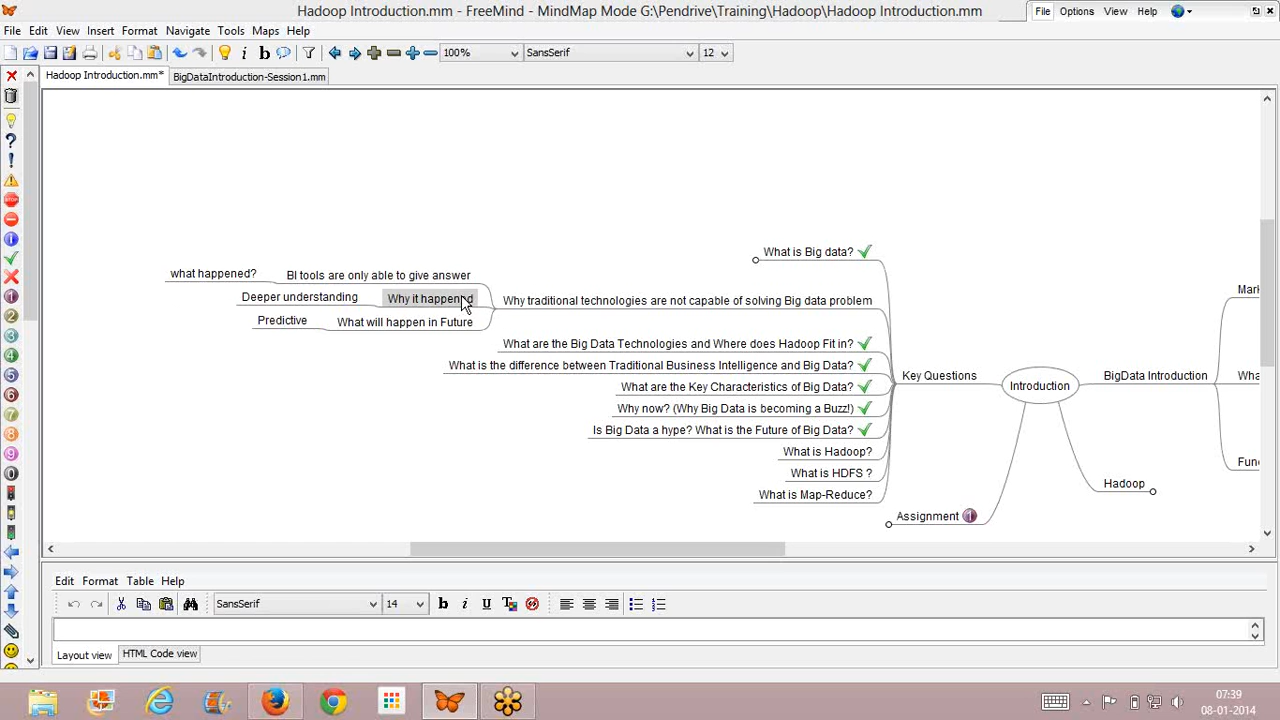 Hadoop Introduction.mm* - FreeMind - MindMap Mode G:\Pendrive\Training\Hadoop\Hadoop Introduction.mm
File Options View Help
File Edit View Insert Format Navigate Tools Maps Help
100% SansSerif 12
Hadoop Introduction.mm* BigDataIntroduction-Session1.mm
What is Big data?
what happened? BI tools are only able to give answer
Deeper understanding Why it happened
Why traditional technologies are not capable of solving Big data problem
Predictive What will happen in Future
What are the Big Data Technologies and Where does Hadoop Fit in?
What is the difference between Traditional Business Intelligence and Big Data?
Key Questions
Introduction
BigData Introduction
What are the Key Characteristics of Big Data?
Why now? (Why Big Data is becoming a Buzz!)
Is Big Data a hype? What is the Future of Big Data?
What is Hadoop?
What is HDFS ?
What is Map-Reduce?
Hadoop
Assignment 1
Edit Format Table Help
SansSerif 14 b i U
Layout view HTML Code view
07:39
08-01-2014